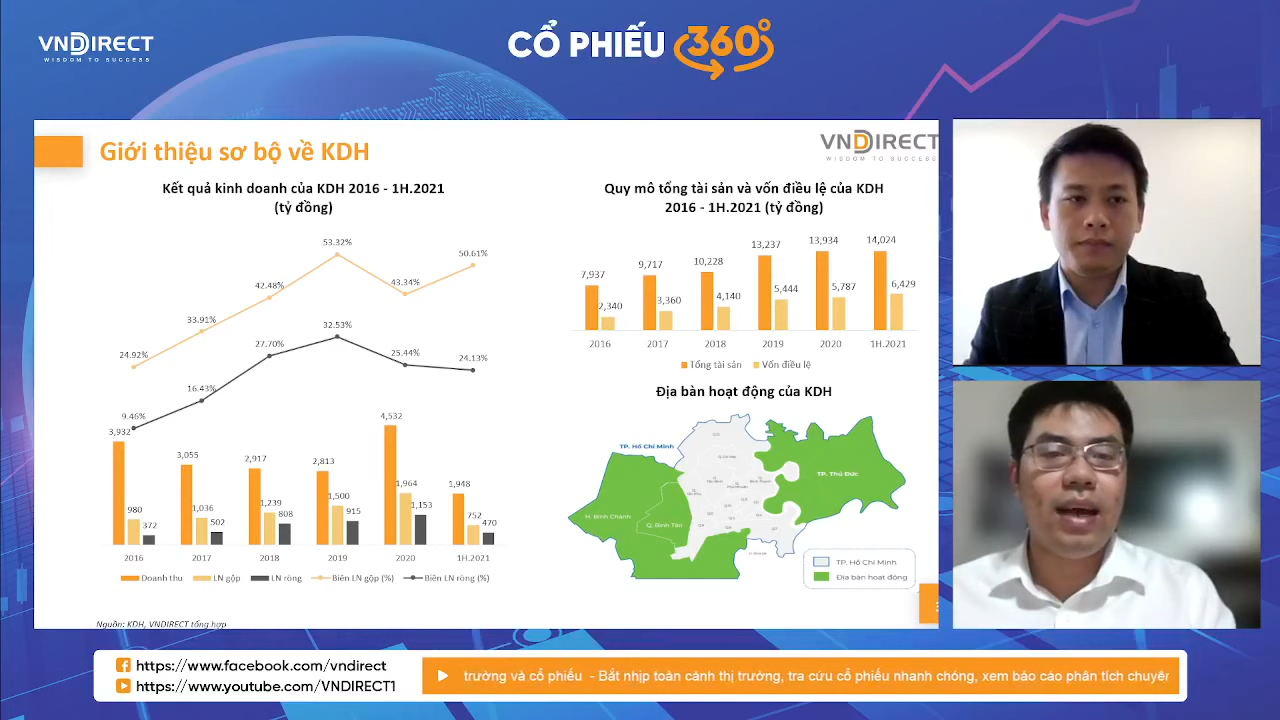 VNDIRECT
WISDOM TO SUCCESS
CỔ PHIẾU 360°
Giới thiệu sơ bộ về KDH
VNDIRECT
WISDOM TO SUCCESS
Kết quả kinh doanh của KDH 2016 - 1H.2021
(tỷ đồng)
53.32%
50.61%
42.48%
43.34%
33.91%
32.53%
24.92%
27.70%
25.44%
24.13%
16.43%
9.46%
3,932
3,055
2,917
2,813
4,532
1,948
980
1,036
1,239
1,500
1,964
752
372
502
808
915
1,153
470
2016 2017 2018 2019 2020 1H.2021
Doanh thu LN gộp LN ròng Biên LN gộp (%) Biên LN ròng (%)
Nguồn: KDH, VNDIRECT tổng hợp
Quy mô tổng tài sản và vốn điều lệ của KDH
2016 - 1H.2021 (tỷ đồng)
7,937 9,717 10,228 13,237 13,934 14,024
2,340 3,360 4,140 5,444 5,787 6,429
2016 2017 2018 2019 2020 1H.2021
Tổng tài sản Vốn điều lệ
Địa bàn hoạt động của KDH
TP. Hồ Chí Minh
TP. Thủ Đức
H. Bình Chánh
Q. Bình Tân
TP. Hồ Chí Minh
Địa bàn hoạt động
https://www.facebook.com/vndirect
https://www.youtube.com/VNDIRECT1
trường và cổ phiếu - Bắt nhịp toàn cảnh thị trường, tra cứu cổ phiếu nhanh chóng, xem báo cáo phân tích chuyên